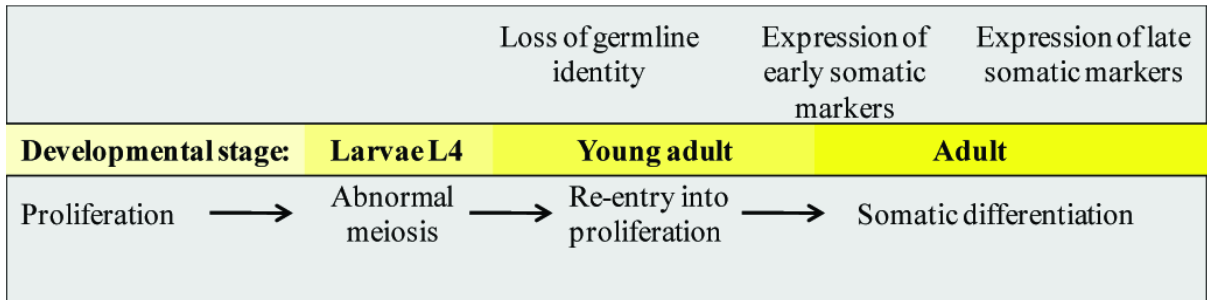 Loss of germline
identity
Expression of
early somatic
markers
Expression of late
somatic markers
Developmental stage: Larvae L4 Young adult Adult
Proliferation
Abnormal
meiosis
Re-entry into
proliferation
Somatic differentiation